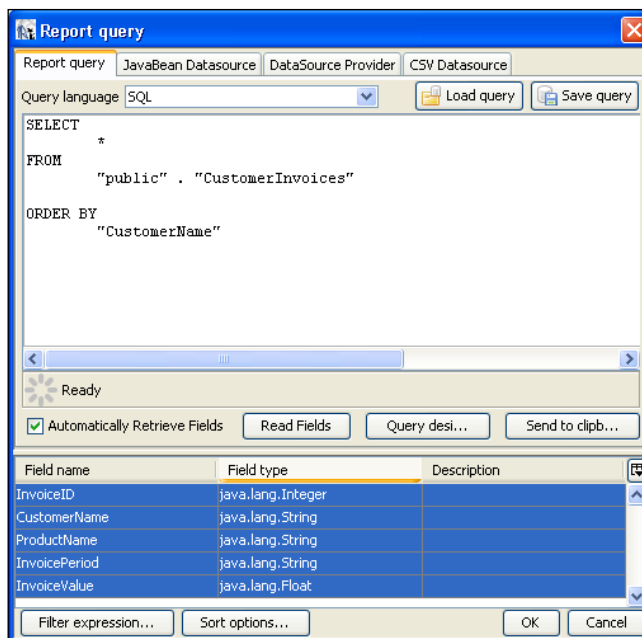 Report query
Report query JavaBean Datasource DataSource Provider CSV Datasource
Query language SQL Load query Save query
SELECT
*
FROM
"public" . "CustomerInvoices"
ORDER BY
"CustomerName"
Ready
Automatically Retrieve Fields Read Fields Query desi... Send to clipb...
Field name Field type Description
InvoiceID java.lang.Integer
CustomerName java.lang.String
ProductName java.lang.String
InvoicePeriod java.lang.String
InvoiceValue java.lang.Float
Filter expression... Sort options... OK Cancel